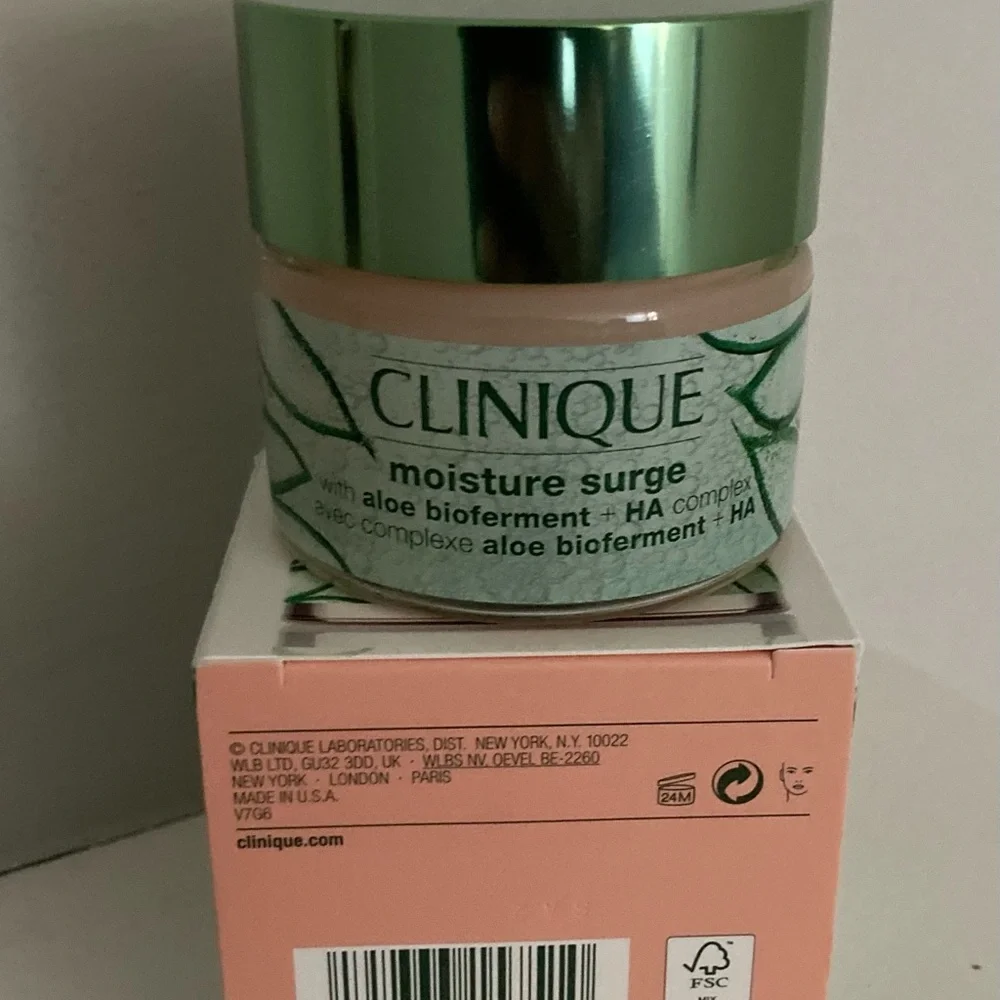 CLINIQUE
moisture surge
with aloe bioferment + HA complex
avec complexe aloe bioferment + HA
© CLINIQUE LABORATORIES, DIST. NEW YORK, N.Y. 10022
WLB LTD, GU32 3DD, UK · WLBS NV, OEVEL BE-2260
NEW YORK · LONDON · PARIS
MADE IN U.S.A.
V7G6
24M
clinique.com
FSC
MIX